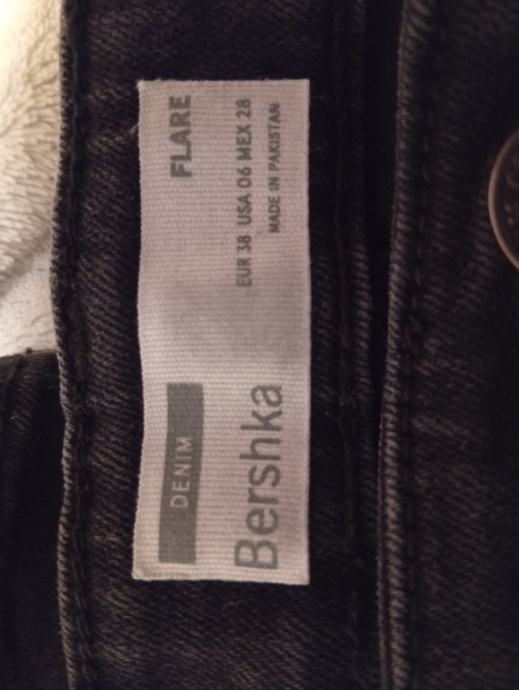 DENIM
FLARE
Bershka
EUR 38 USA 06 MEX 28
MADE IN PAKISTAN